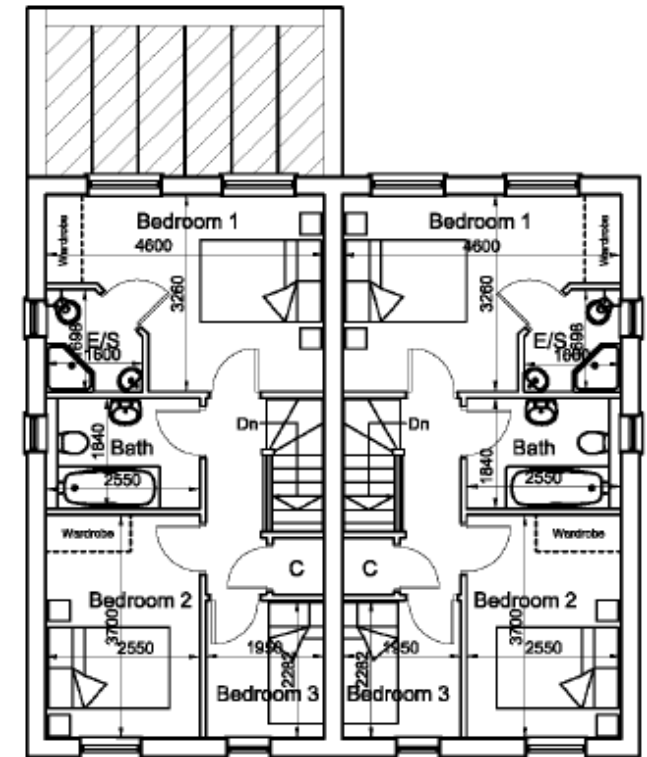 Bedroom 1
4600
Wardrobe
3260
E/S
1600
698
Dn
Bath
1840
2550
Wardrobe
C
Bedroom 2
3700
2550
1950
2282
Bedroom 3
Bedroom 1
4600
Wardrobe
3260
E/S
1600
698
Dn
Bath
1840
2550
Wardrobe
C
Bedroom 2
3700
2550
1950
2282
Bedroom 3